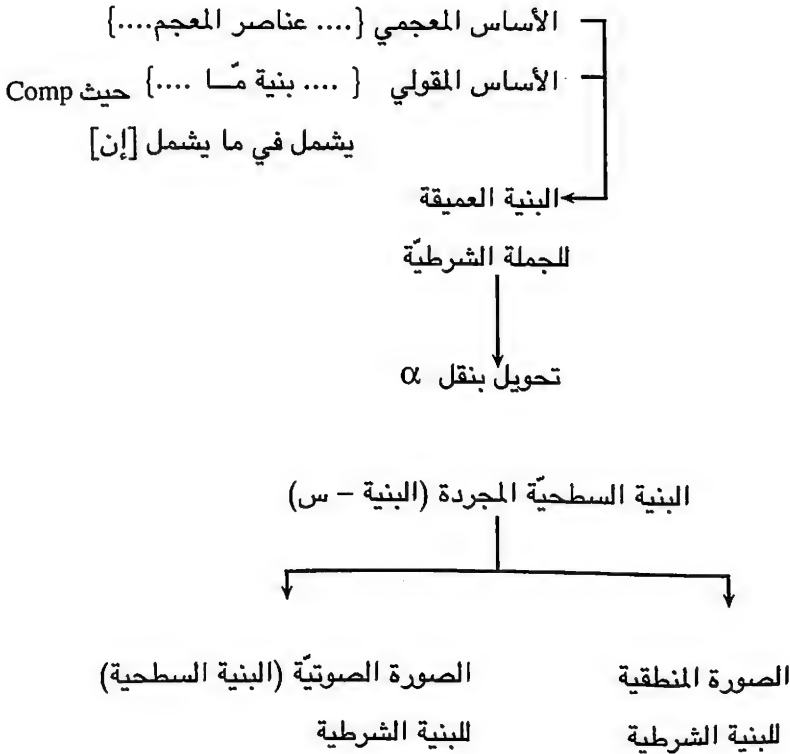 الأساس المعجمي {.... عناصر المعجم....}
الأساس المقولي { .... بنية مّـا ....} حيث Comp
يشمل في ما يشمل [إن]
البنية العميقة
للجملة الشرطيّة
تحويل بنقل α
البنية السطحيّة المجردة (البنية – س)
الصورة المنطقية
للبنية الشرطية
الصورة الصوتيّة (البنية السطحية)
للبنية الشرطية